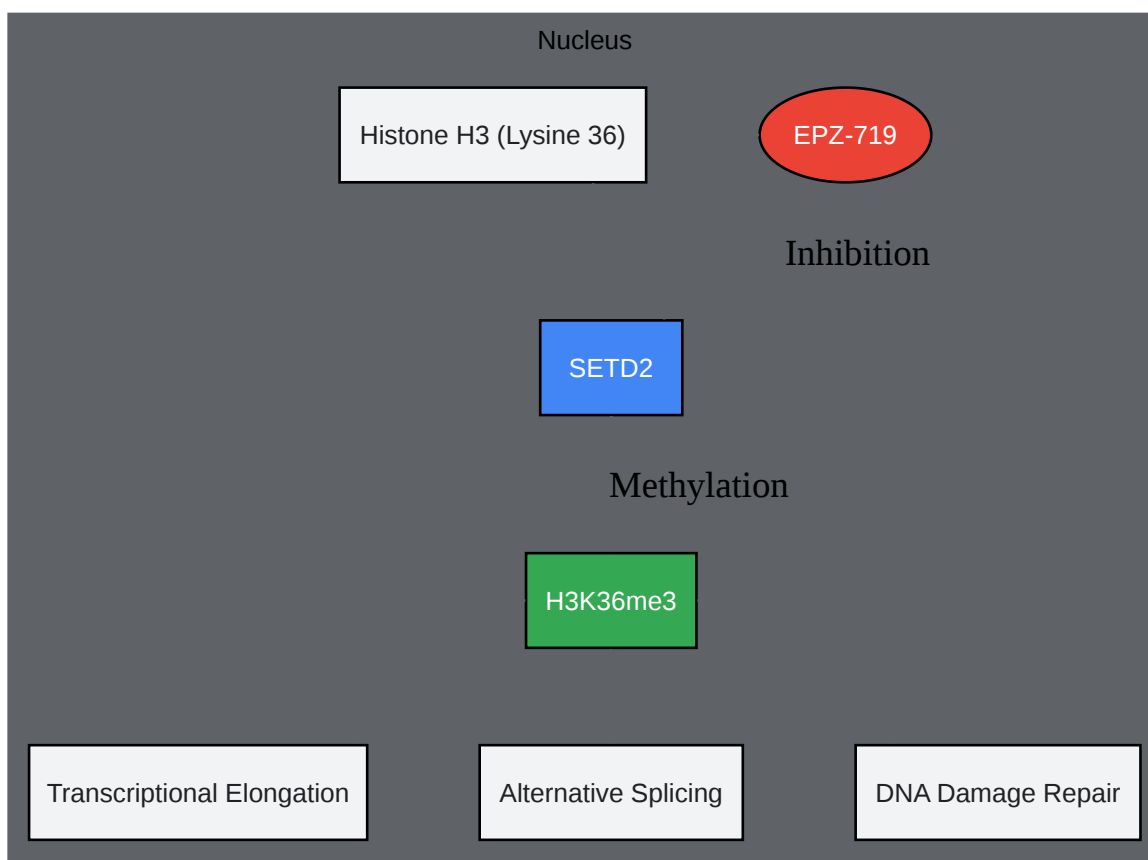 Nucleus
Histone H3 (Lysine 36)
EPZ-719
Inhibition
SETD2
Methylation
H3K36me3
Transcriptional Elongation
Alternative Splicing
DNA Damage Repair